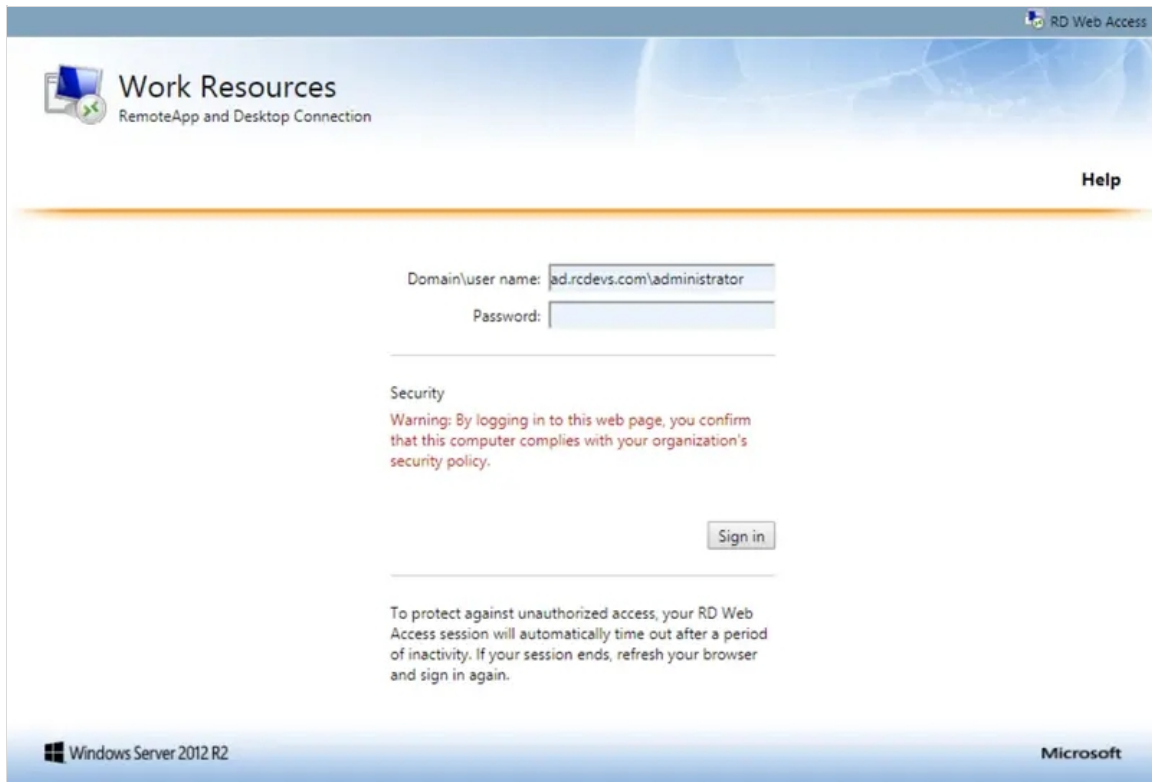 RD Web Access
Work Resources
RemoteApp and Desktop Connection
Help
Domain\user name: ad.rcdevs.com\administrator
Password:
Security
Warning: By logging in to this web page, you confirm
that this computer complies with your organization's
security policy.
Sign in
To protect against unauthorized access, your RD Web
Access session will automatically time out after a period
of inactivity. If your session ends, refresh your browser
and sign in again.
Windows Server 2012 R2
Microsoft